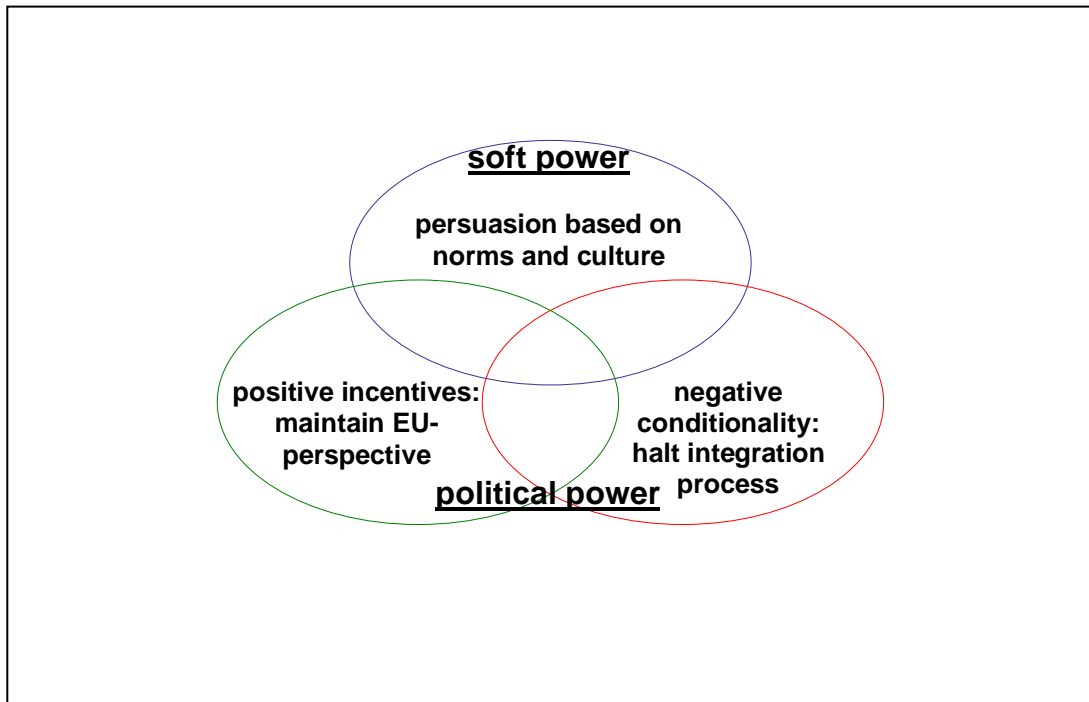 soft power
persuasion based on
norms and culture
positive incentives:
maintain EU-
perspective
negative
conditionality:
halt integration
process
political power